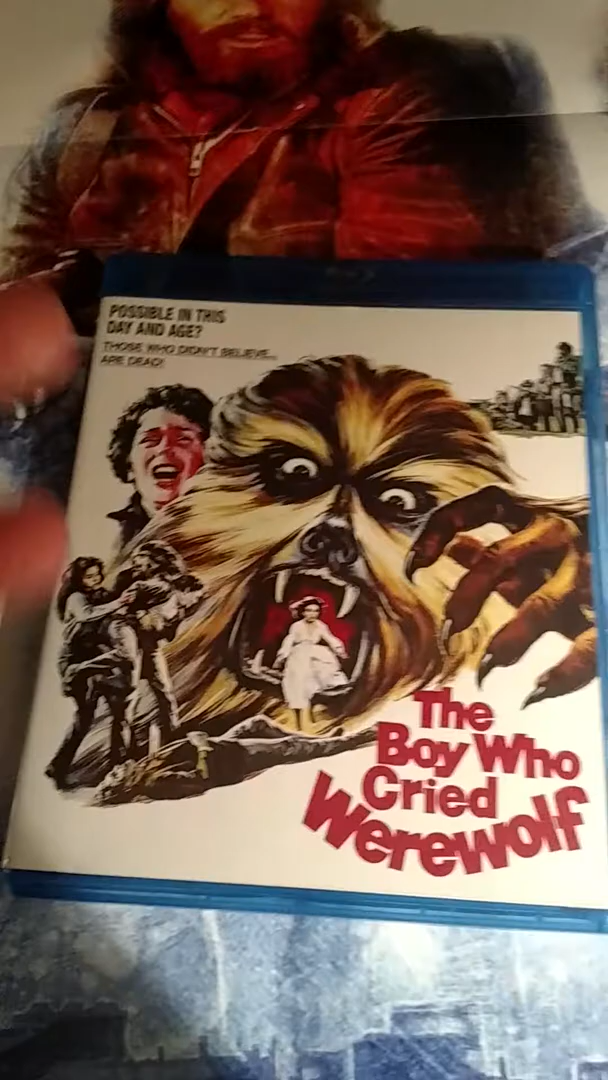 POSSIBLE IN THIS
DAY AND AGE?
THOSE WHO DIDN'T BELIEVE...
ARE DEAD!
The
Boy Who
Cried
Werewolf